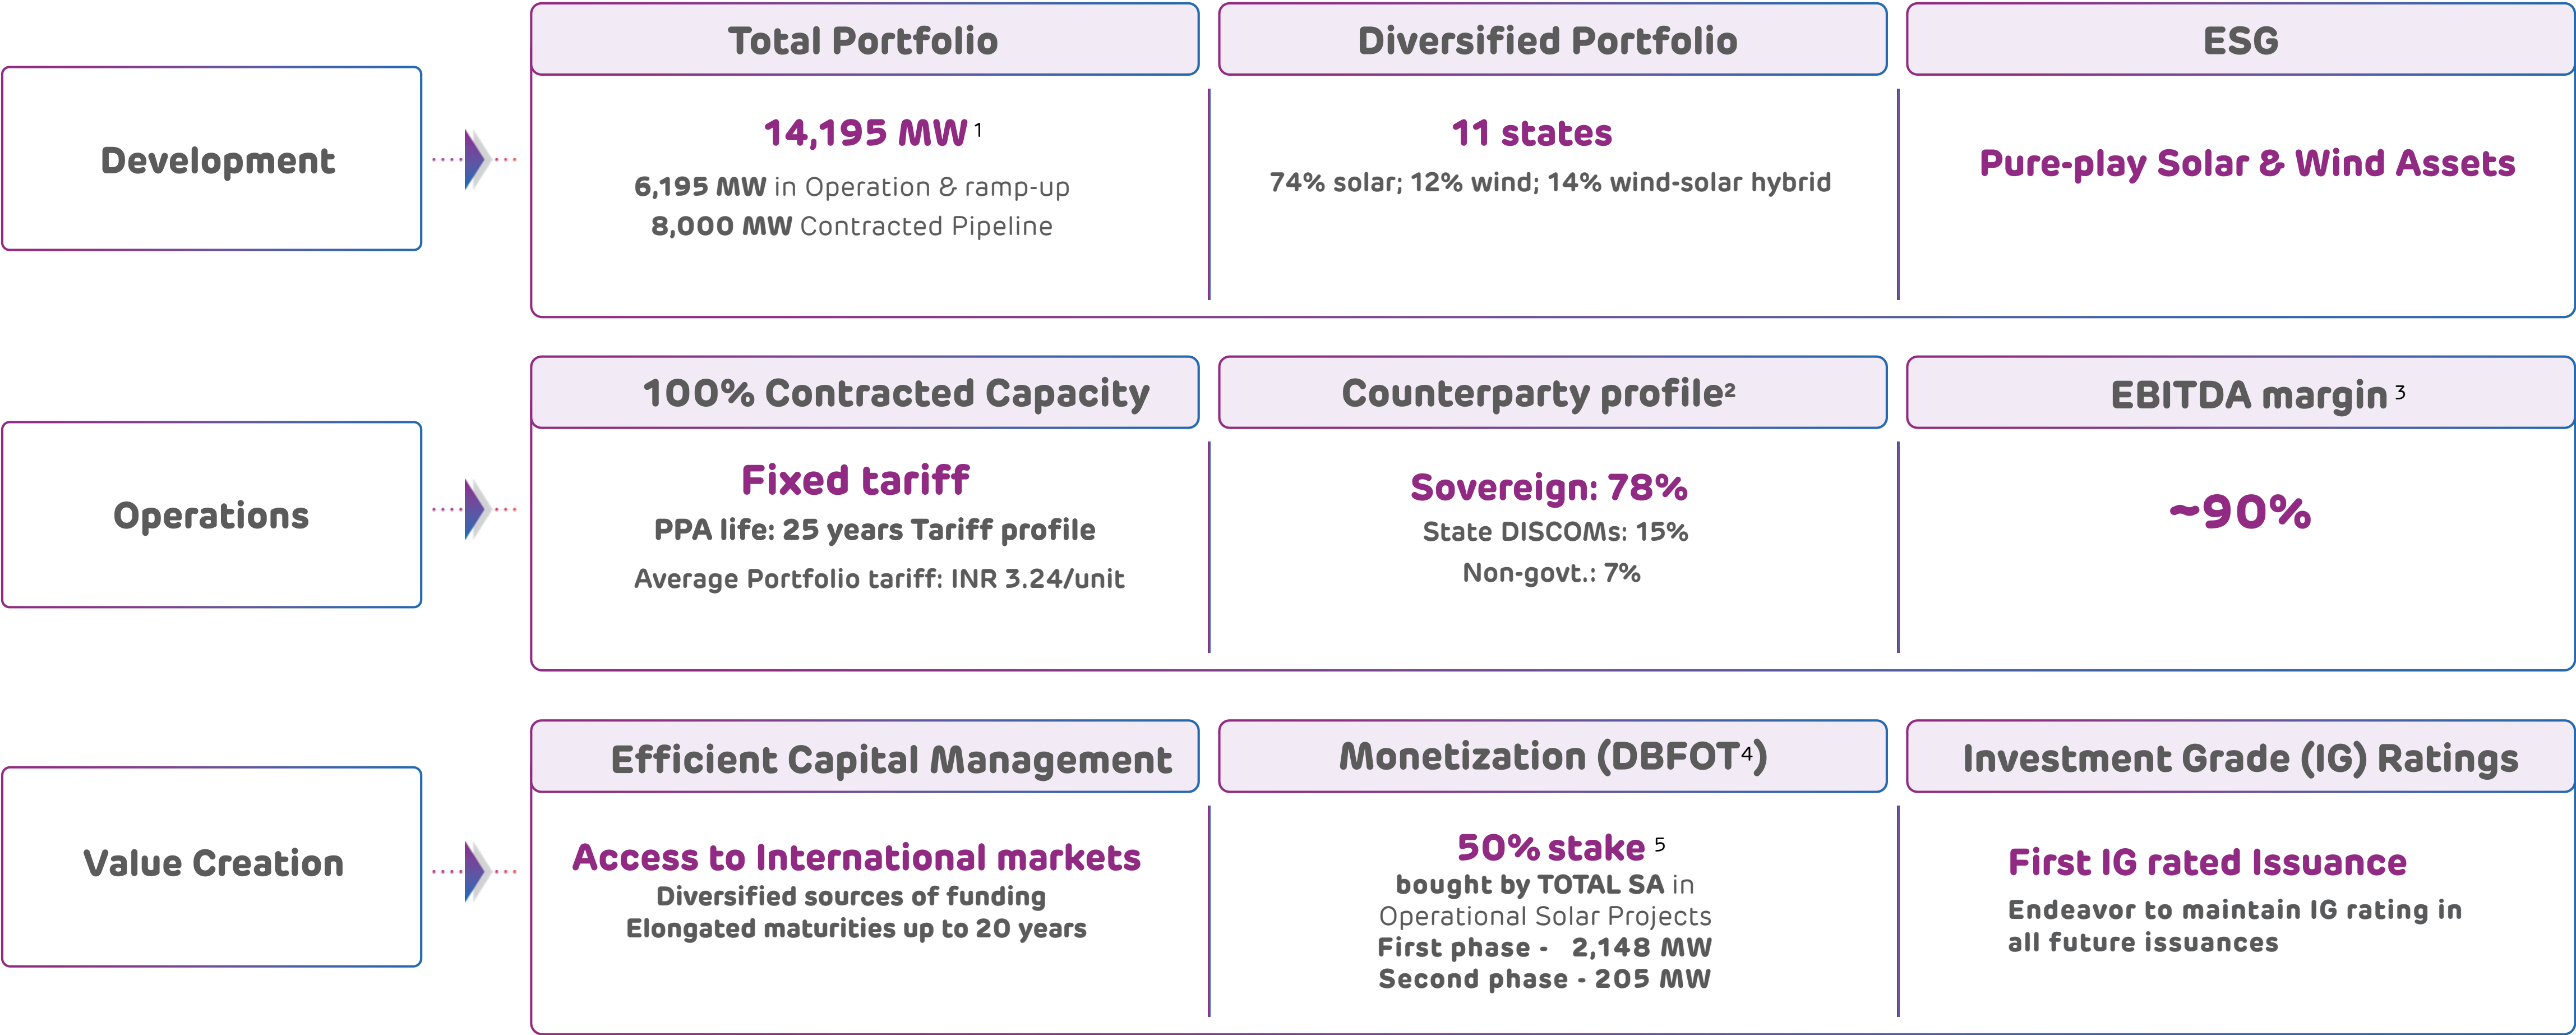 Total Portfolio
Diversified Portfolio
ESG
Development
14,195 MW 1
6,195 MW in Operation & ramp-up
8,000 MW Contracted Pipeline
11 states
74% solar; 12% wind; 14% wind-solar hybrid
Pure-play Solar & Wind Assets
100% Contracted Capacity
Counterparty profile²
EBITDA margin 3
Operations
Fixed tariff
PPA life: 25 years Tariff profile
Average Portfolio tariff: INR 3.24/unit
Sovereign: 78%
State DISCOMs: 15%
Non-govt.: 7%
~90%
Efficient Capital Management
Monetization (DBFOT4)
Investment Grade (IG) Ratings
Value Creation
Access to International markets
Diversified sources of funding
Elongated maturities up to 20 years
50% stake 5
bought by TOTAL SA in
Operational Solar Projects
First phase - 2,148 MW
Second phase - 205 MW
First IG rated Issuance
Endeavor to maintain IG rating in
all future issuances